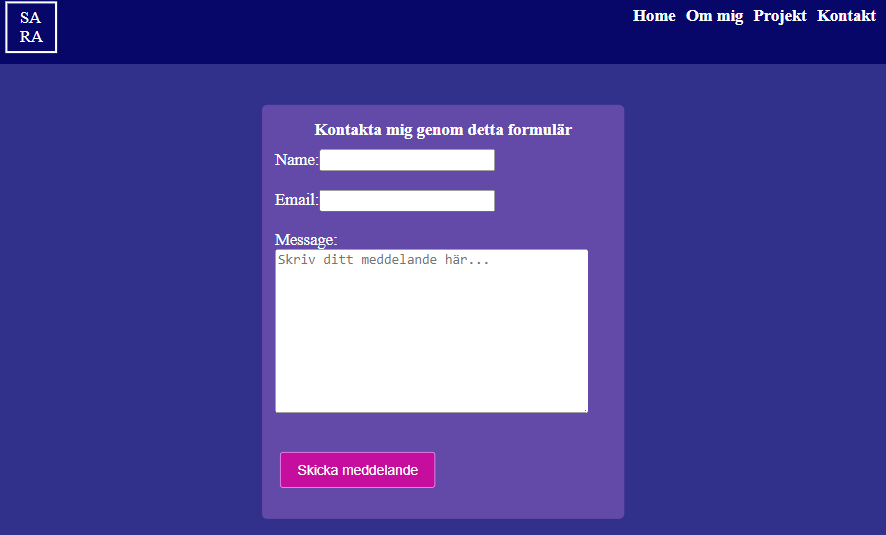 SA
RA
Home Om mig Projekt Kontakt
Kontakta mig genom detta formulär
Name:
Email:
Message:
Skriv ditt meddelande här...
Skicka meddelande